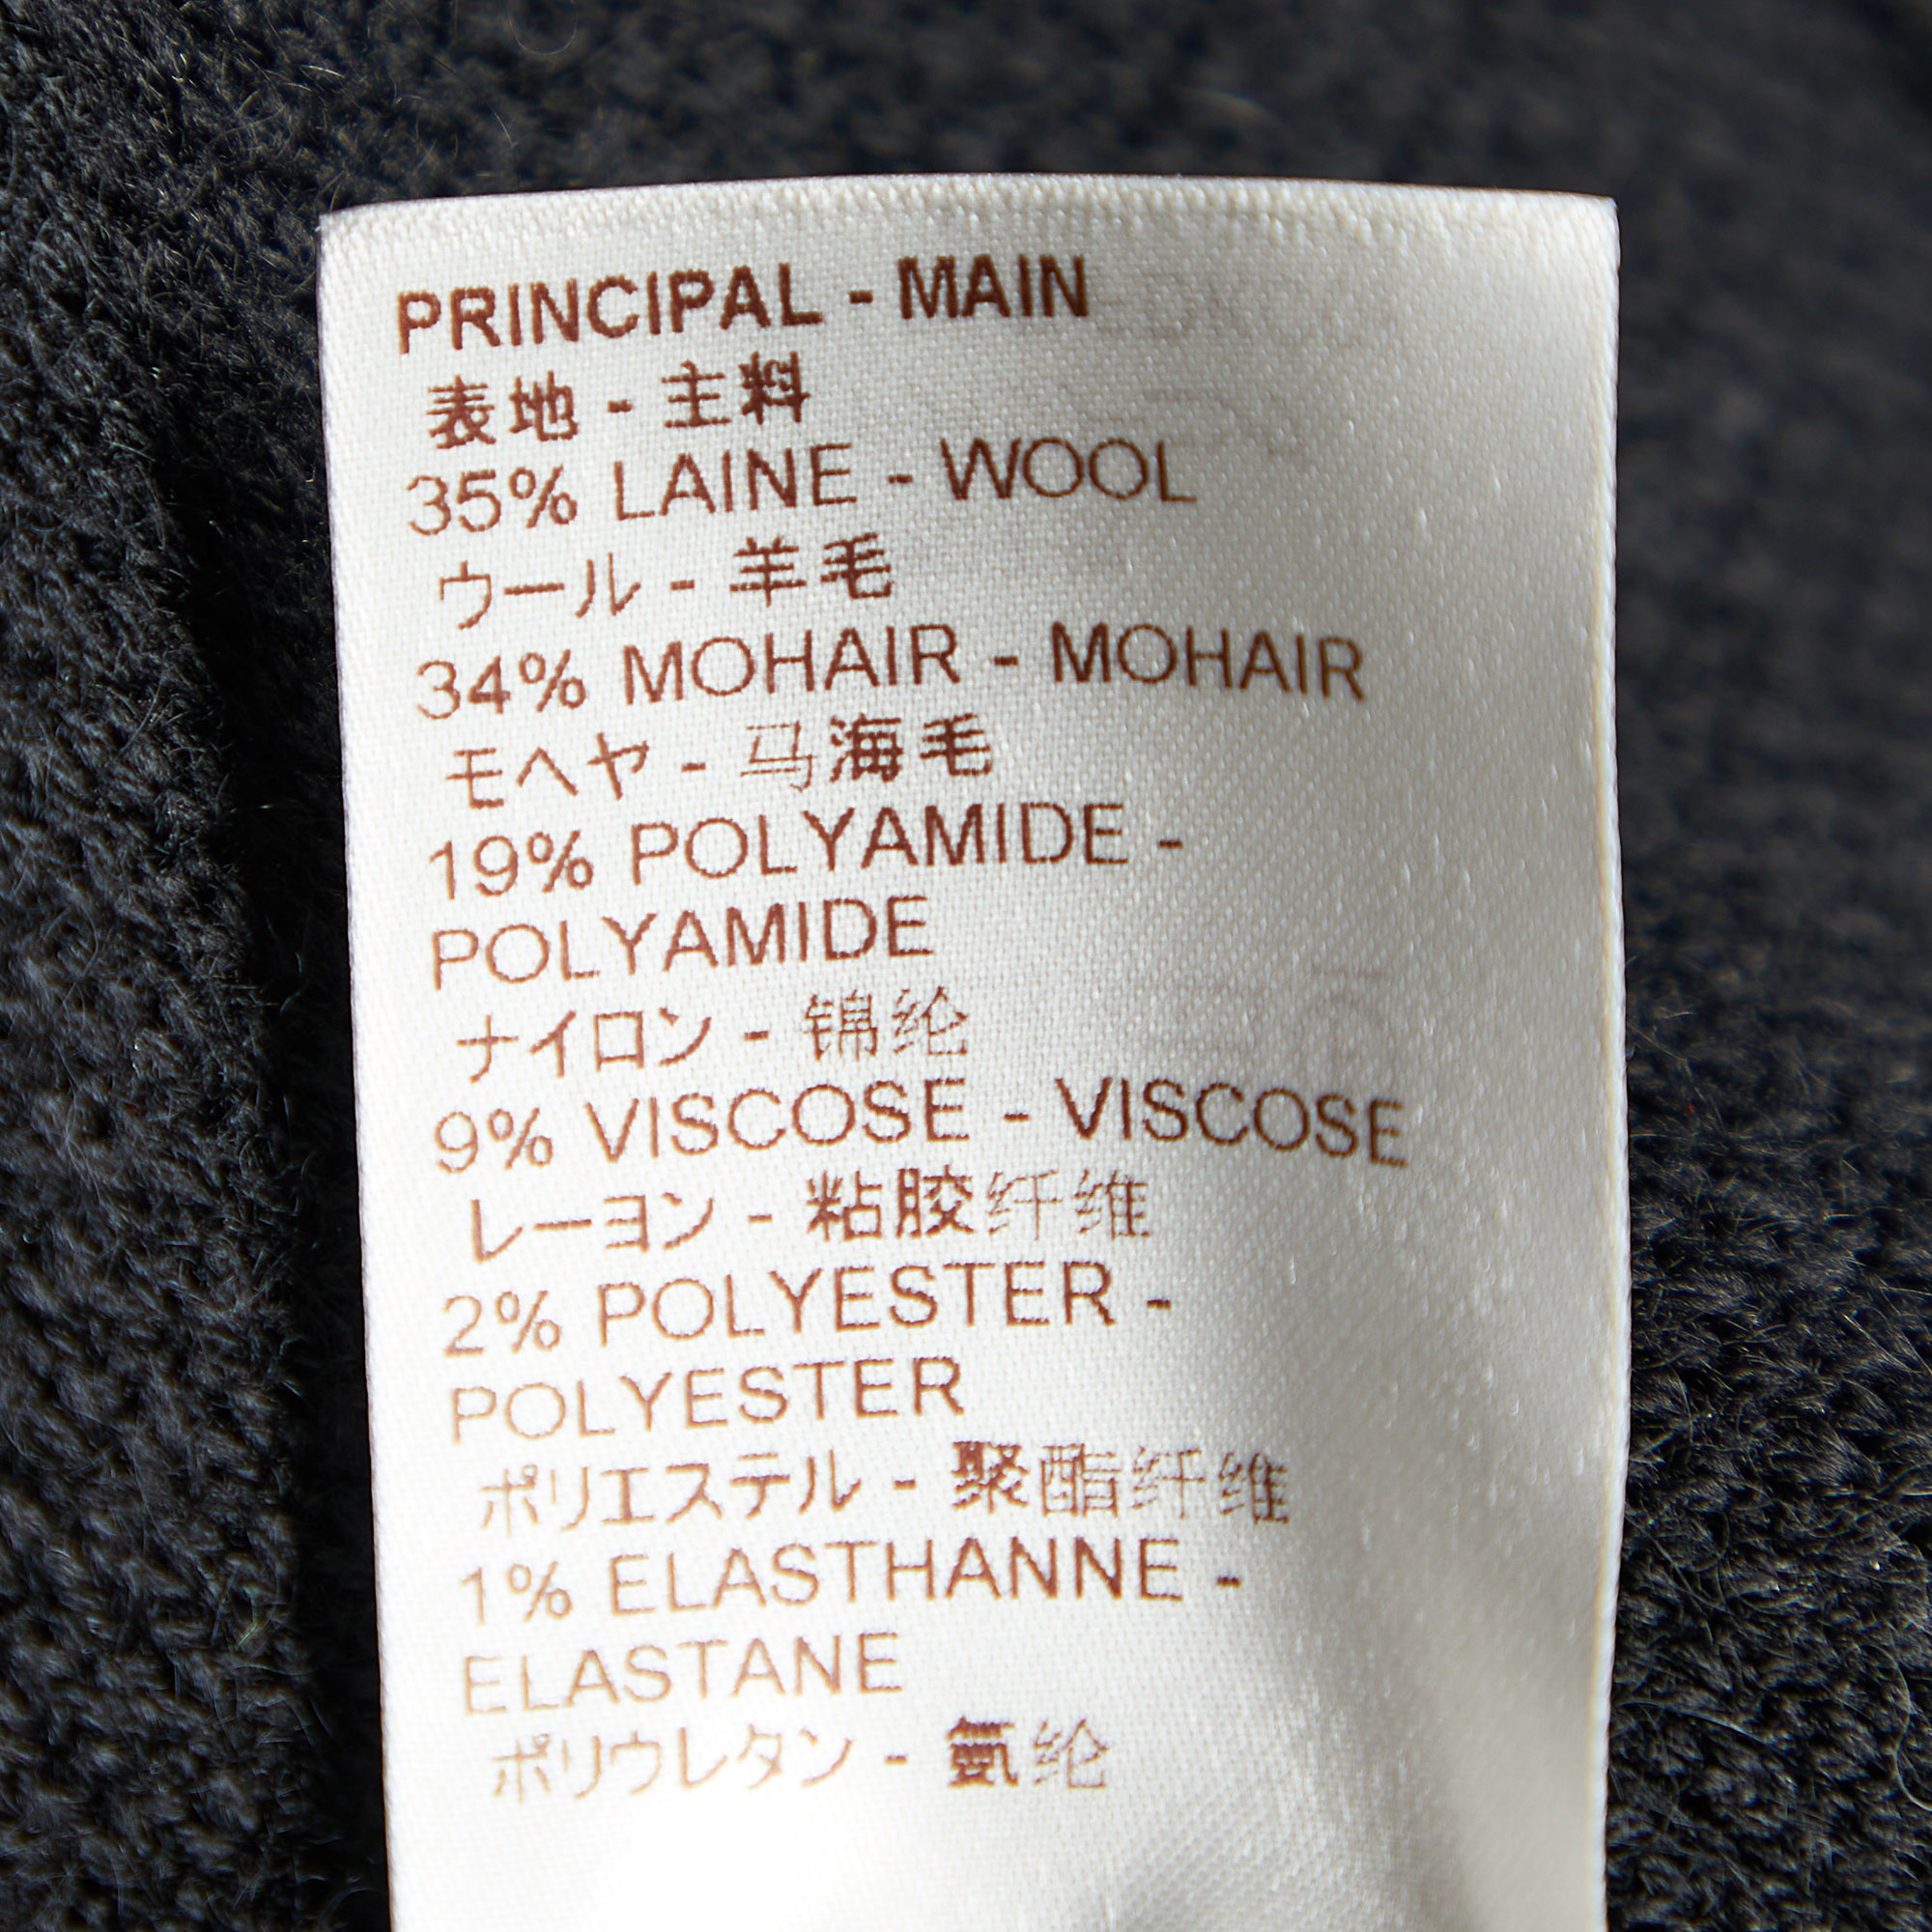 PRINCIPAL - MAIN
表地 - 主料
35% LAINE - WOOL
ウール - 羊毛
34% MOHAIR - MOHAIR
モヘヤ - 马海毛
19% POLYAMIDE -
POLYAMIDE
ナイロン - 锦纶
9% VISCOSE - VISCOSE
レーヨン - 粘胶纤维
2% POLYESTER -
POLYESTER
ポリエステル - 聚酯纤维
1% ELASTHANNE -
ELASTANE
ポリウレタン - 氨纶